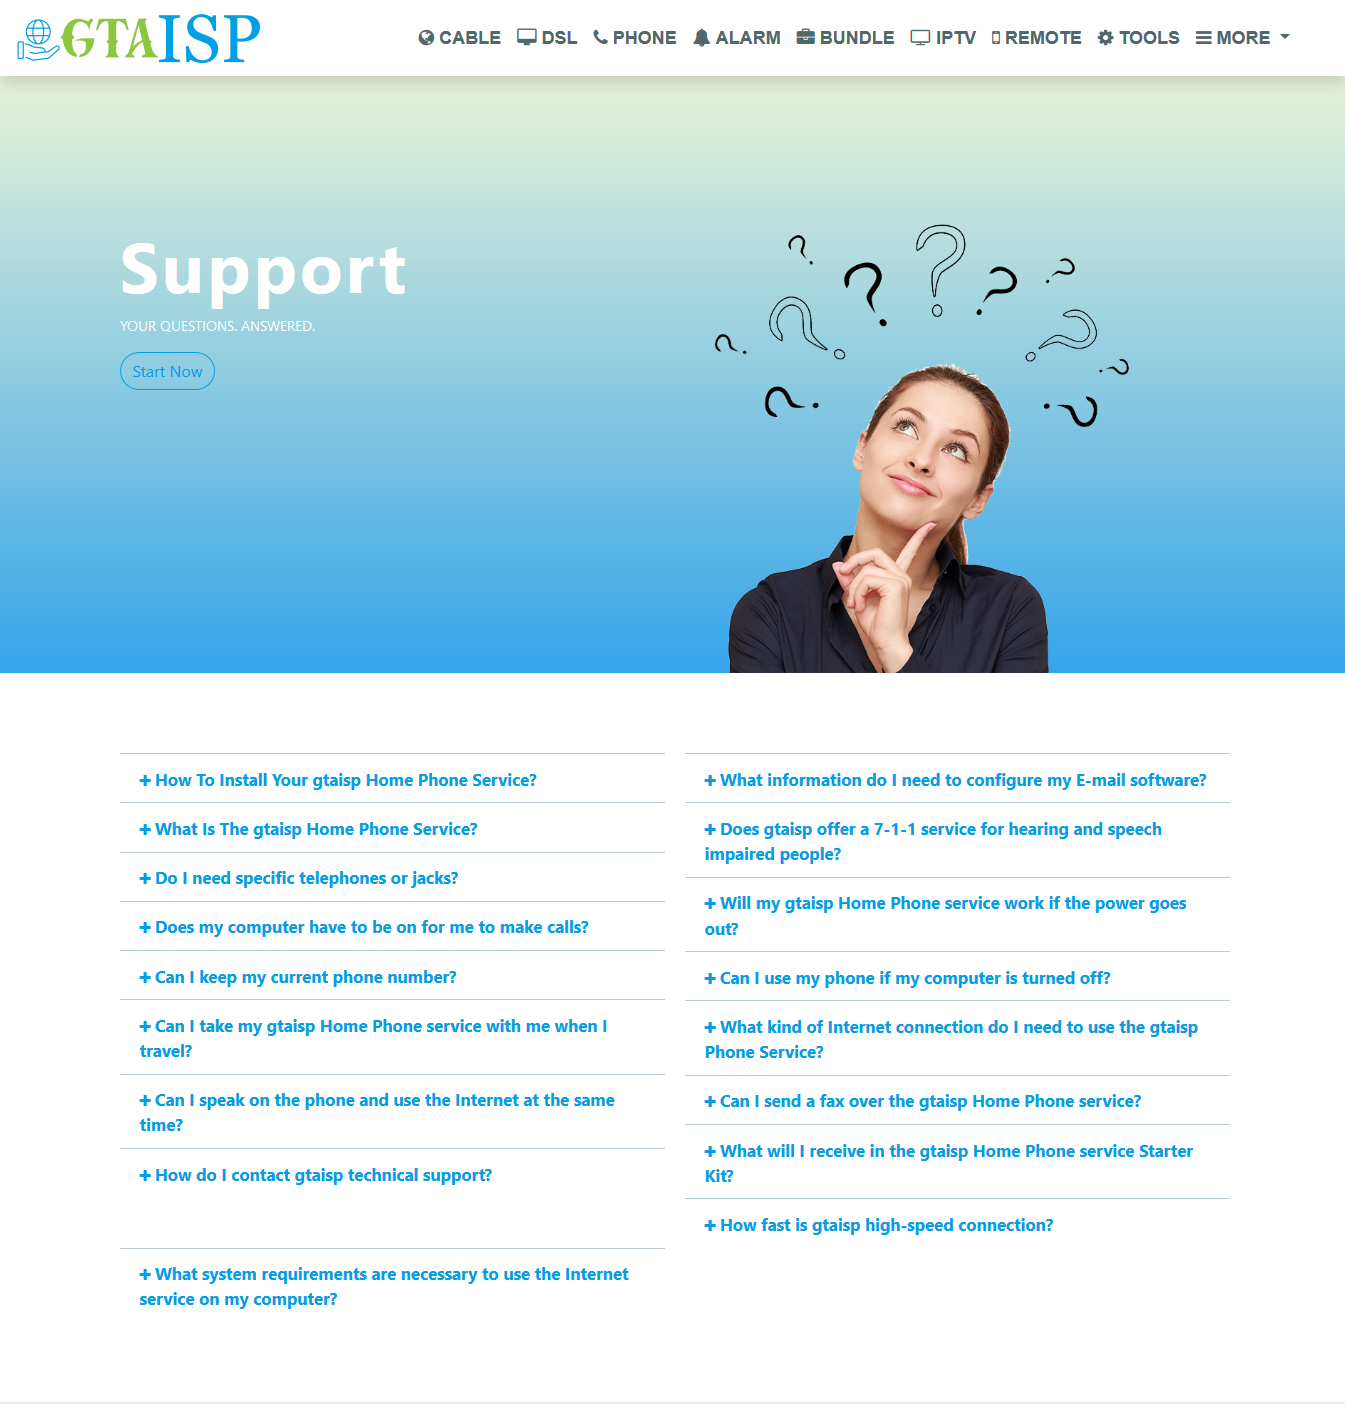 GTAISP
CABLE DSL PHONE ALARM BUNDLE IPTV REMOTE TOOLS MORE
Support
YOUR QUESTIONS. ANSWERED.
Start Now
How To Install Your gtaisp Home Phone Service?
What Is The gtaisp Home Phone Service?
Do I need specific telephones or jacks?
Does my computer have to be on for me to make calls?
Can I keep my current phone number?
Can I take my gtaisp Home Phone service with me when I
travel?
Can I speak on the phone and use the Internet at the same
time?
How do I contact gtaisp technical support?
What system requirements are necessary to use the Internet
service on my computer?
What information do I need to configure my E-mail software?
Does gtaisp offer a 7-1-1 service for hearing and speech
impaired people?
Will my gtaisp Home Phone service work if the power goes
out?
Can I use my phone if my computer is turned off?
What kind of Internet connection do I need to use the gtaisp
Phone Service?
Can I send a fax over the gtaisp Home Phone service?
What will I receive in the gtaisp Home Phone service Starter
Kit?
How fast is gtaisp high-speed connection?